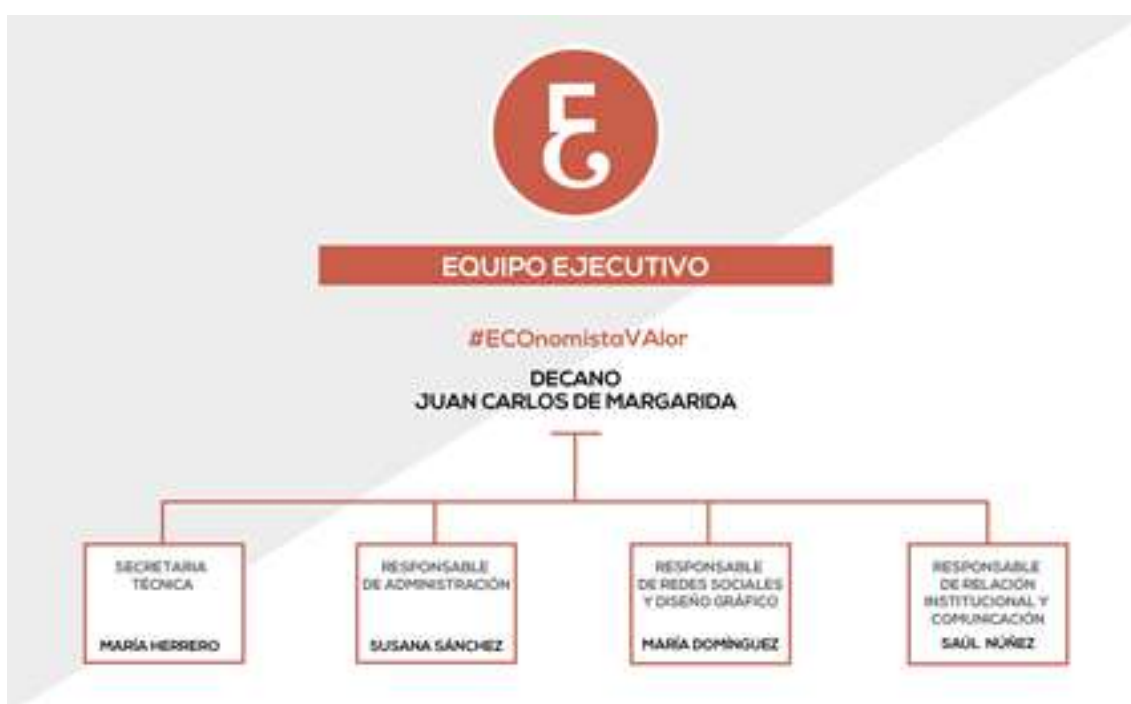 E
EQUIPO EJECUTIVO
#ECOnomistaVAlor
DECANO
JUAN CARLOS DE MARGARIDA
SECRETARIA
TÉCNICA
MARÍA HERRERO
RESPONSABLE
DE ADMINISTRACIÓN
SUSANA SÁNCHEZ
RESPONSABLE
DE REDES SOCIALES
Y DISEÑO GRÁFICO
MARÍA DOMÍNGUEZ
RESPONSABLE
DE RELACIÓN
INSTITUCIONAL Y
COMUNICACIÓN
SAÚL NÚÑEZ